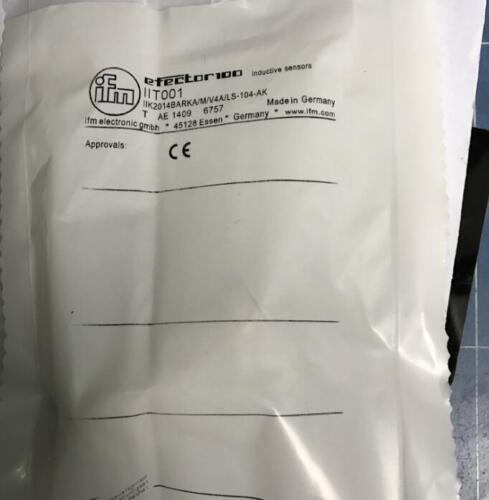 ifm
efector100 inductive sensors
IIT001
IIK2014BARKA/M/V4A/LS-104-AK
T AE 1409 6757 Made in Germany
ifm electronic gmbh * 45128 Essen * Germany * www.ifm.com
Approvals: CE